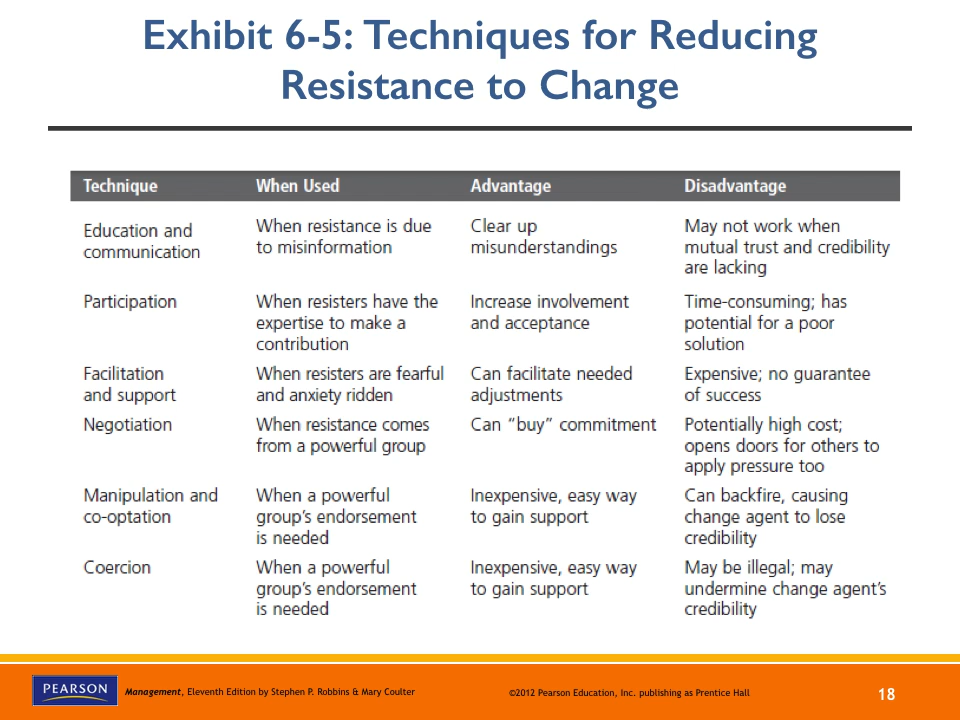 Exhibit 6-5: Techniques for Reducing
Resistance to Change
Technique When Used Advantage Disadvantage
Education and
communication
When resistance is due
to misinformation
Clear up
misunderstandings
May not work when
mutual trust and credibility
are lacking
Participation
When resisters have the
expertise to make a
contribution
Increase involvement
and acceptance
Time-consuming; has
potential for a poor
solution
Facilitation
and support
When resisters are fearful
and anxiety ridden
Can facilitate needed
adjustments
Expensive; no guarantee
of success
Negotiation
When resistance comes
from a powerful group
Can “buy” commitment
Potentially high cost;
opens doors for others to
apply pressure too
Manipulation and
co-optation
When a powerful
group’s endorsement
is needed
Inexpensive, easy way
to gain support
Can backfire, causing
change agent to lose
credibility
Coercion
When a powerful
group’s endorsement
is needed
Inexpensive, easy way
to gain support
May be illegal; may
undermine change agent’s
credibility
PEARSON
Management, Eleventh Edition by Stephen P. Robbins & Mary Coulter
©2012 Pearson Education, Inc. publishing as Prentice Hall
18